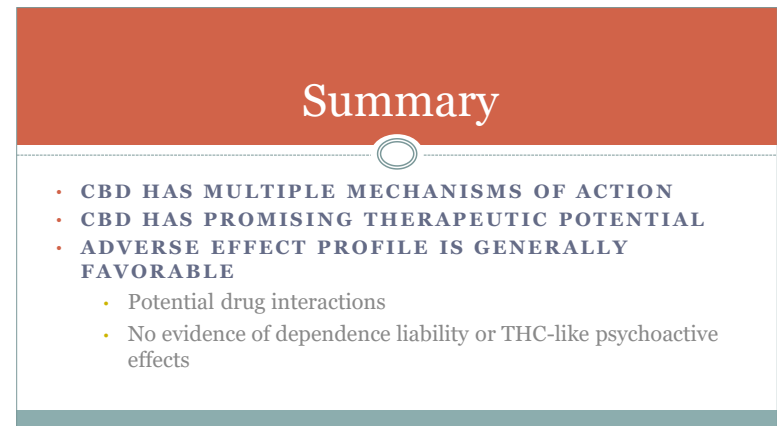 Summary
• CBD HAS MULTIPLE MECHANISMS OF ACTION
• CBD HAS PROMISING THERAPEUTIC POTENTIAL
• ADVERSE EFFECT PROFILE IS GENERALLY
FAVORABLE
• Potential drug interactions
• No evidence of dependence liability or THC-like psychoactive
effects